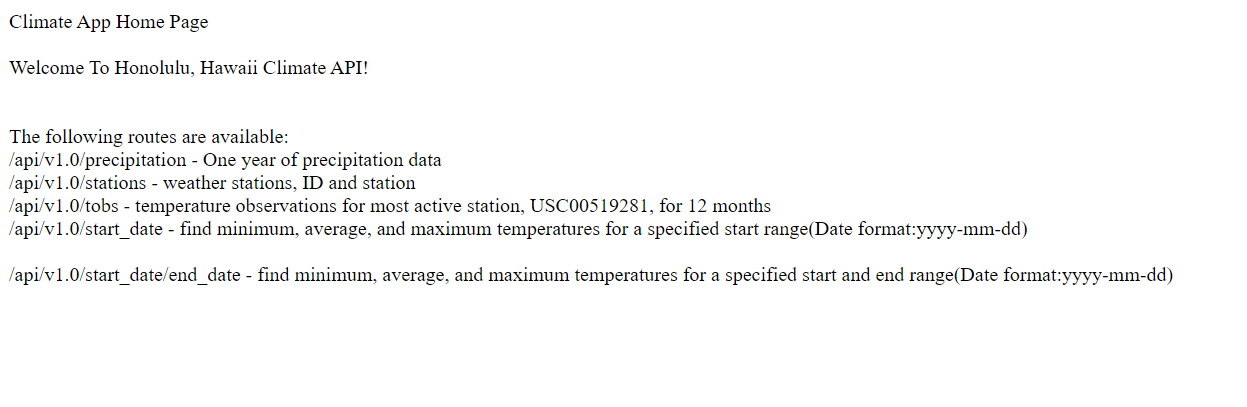 Climate App Home Page
Welcome To Honolulu, Hawaii Climate API!
The following routes are available:
/api/v1.0/precipitation - One year of precipitation data
/api/v1.0/stations - weather stations, ID and station
/api/v1.0/tobs - temperature observations for most active station, USC00519281, for 12 months
/api/v1.0/start_date - find minimum, average, and maximum temperatures for a specified start range(Date format:yyyy-mm-dd)
/api/v1.0/start_date/end_date - find minimum, average, and maximum temperatures for a specified start and end range(Date format:yyyy-mm-dd)